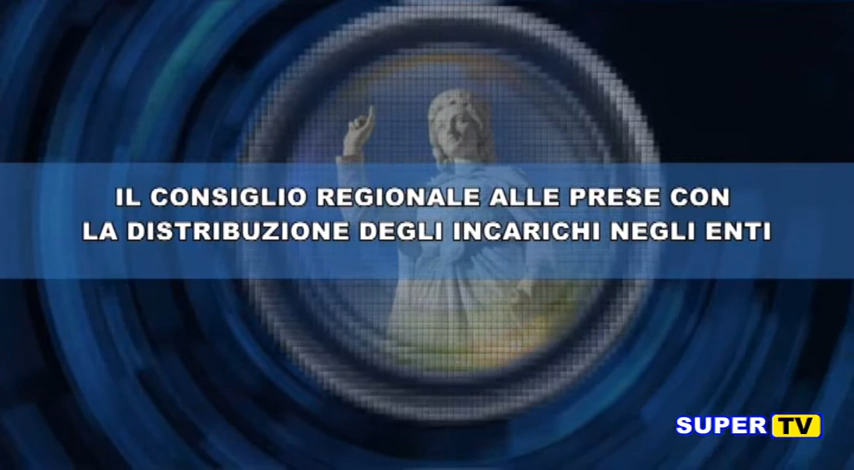 IL CONSIGLIO REGIONALE ALLE PRESE CON
LA DISTRIBUZIONE DEGLI INCARICHI NEGLI ENTI
SUPER TV